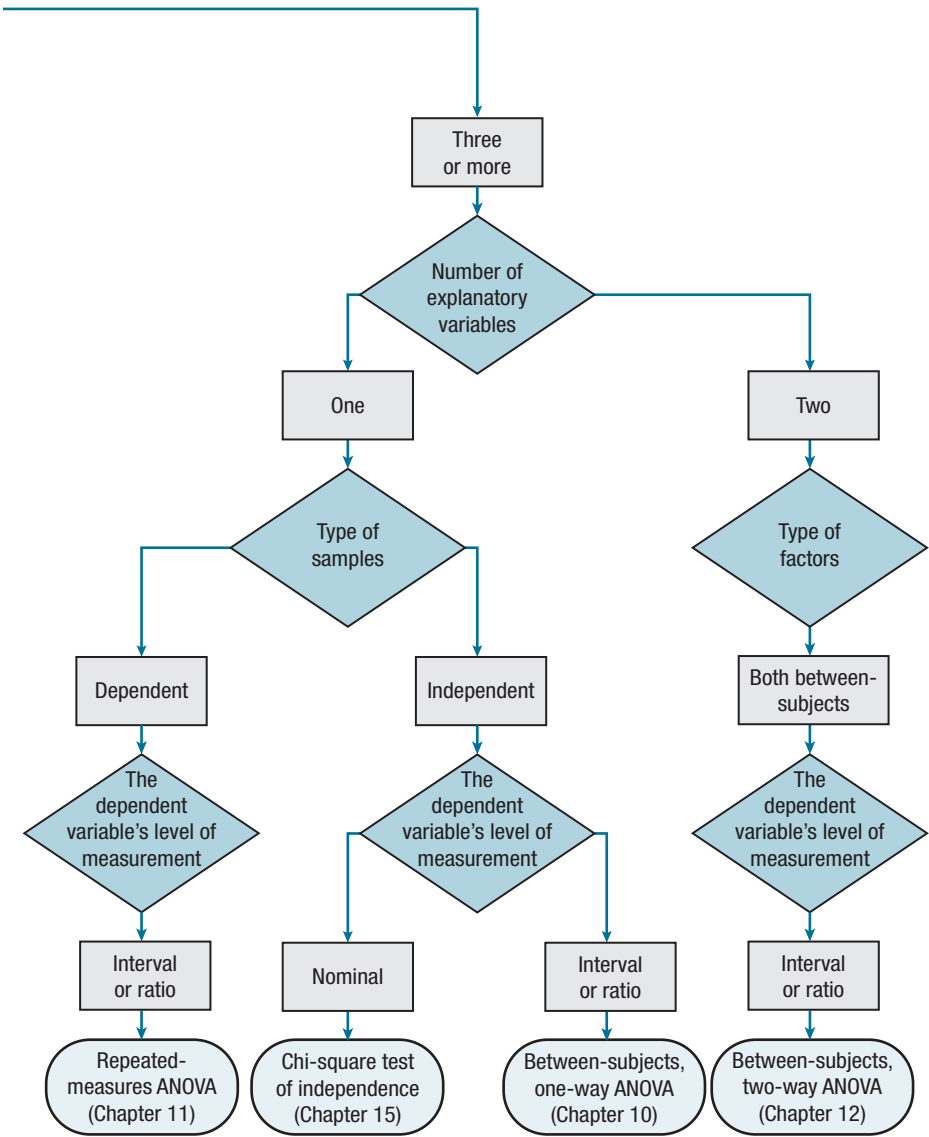 Three
or more
Number of
explanatory
variables
One
Two
Type of
samples
Type of
factors
Dependent
Independent
Both between-
subjects
The
dependent
variable’s level of
measurement
The
dependent
variable’s level of
measurement
The
dependent
variable’s level of
measurement
Interval
or ratio
Nominal
Interval
or ratio
Interval
or ratio
Repeated-
measures ANOVA
(Chapter 11)
Chi-square test
of independence
(Chapter 15)
Between-subjects,
one-way ANOVA
(Chapter 10)
Between-subjects,
two-way ANOVA
(Chapter 12)